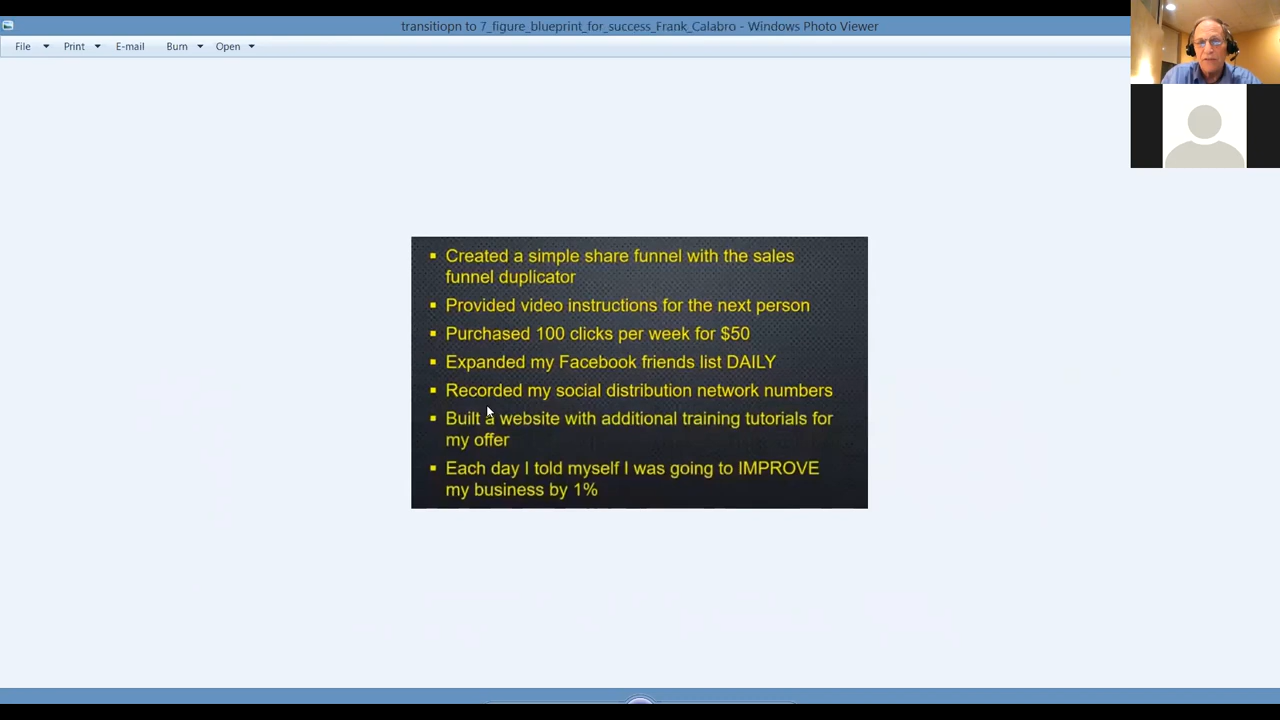 transitiopn to 7_figure_blueprint_for_success_Frank_Calabro - Windows Photo Viewer
File Print E-mail Burn Open
▪ Created a simple share funnel with the sales
funnel duplicator
▪ Provided video instructions for the next person
▪ Purchased 100 clicks per week for $50
▪ Expanded my Facebook friends list DAILY
▪ Recorded my social distribution network numbers
▪ Built a website with additional training tutorials for
my offer
▪ Each day I told myself I was going to IMPROVE
my business by 1%